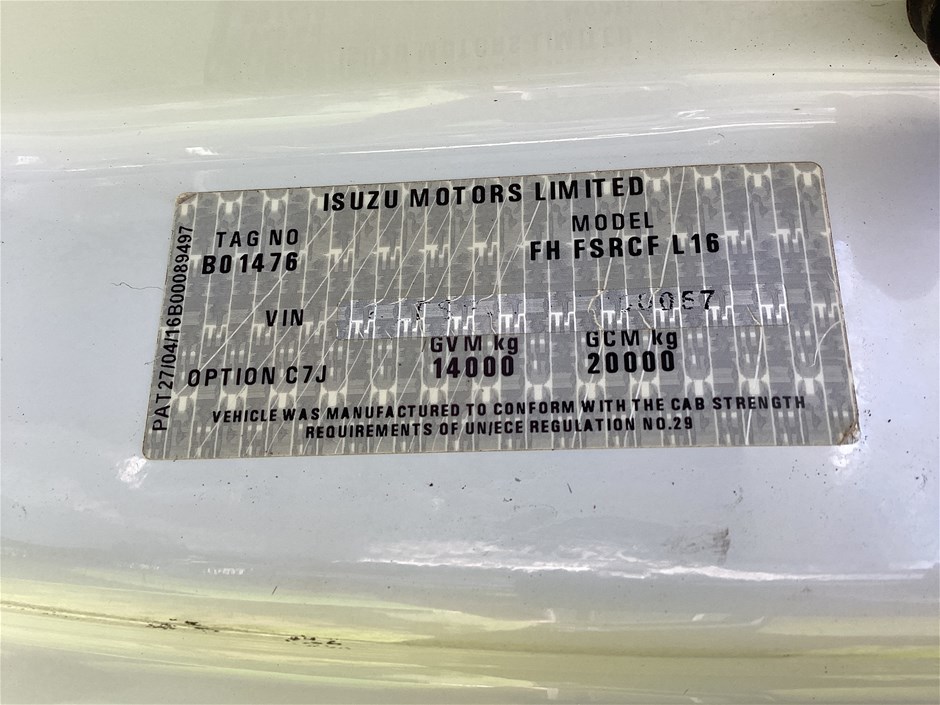 ISUZU MOTORS LIMITED
TAG NO
B01476
MODEL
FH FSRCF L16
VIN
GVM kg
14000
GCM kg
20000
OPTION C7J
VEHICLE WAS MANUFACTURED TO CONFORM WITH THE CAB STRENGTH
REQUIREMENTS OF UN/ECE REGULATION NO.29
PAT27/04/16B00089497